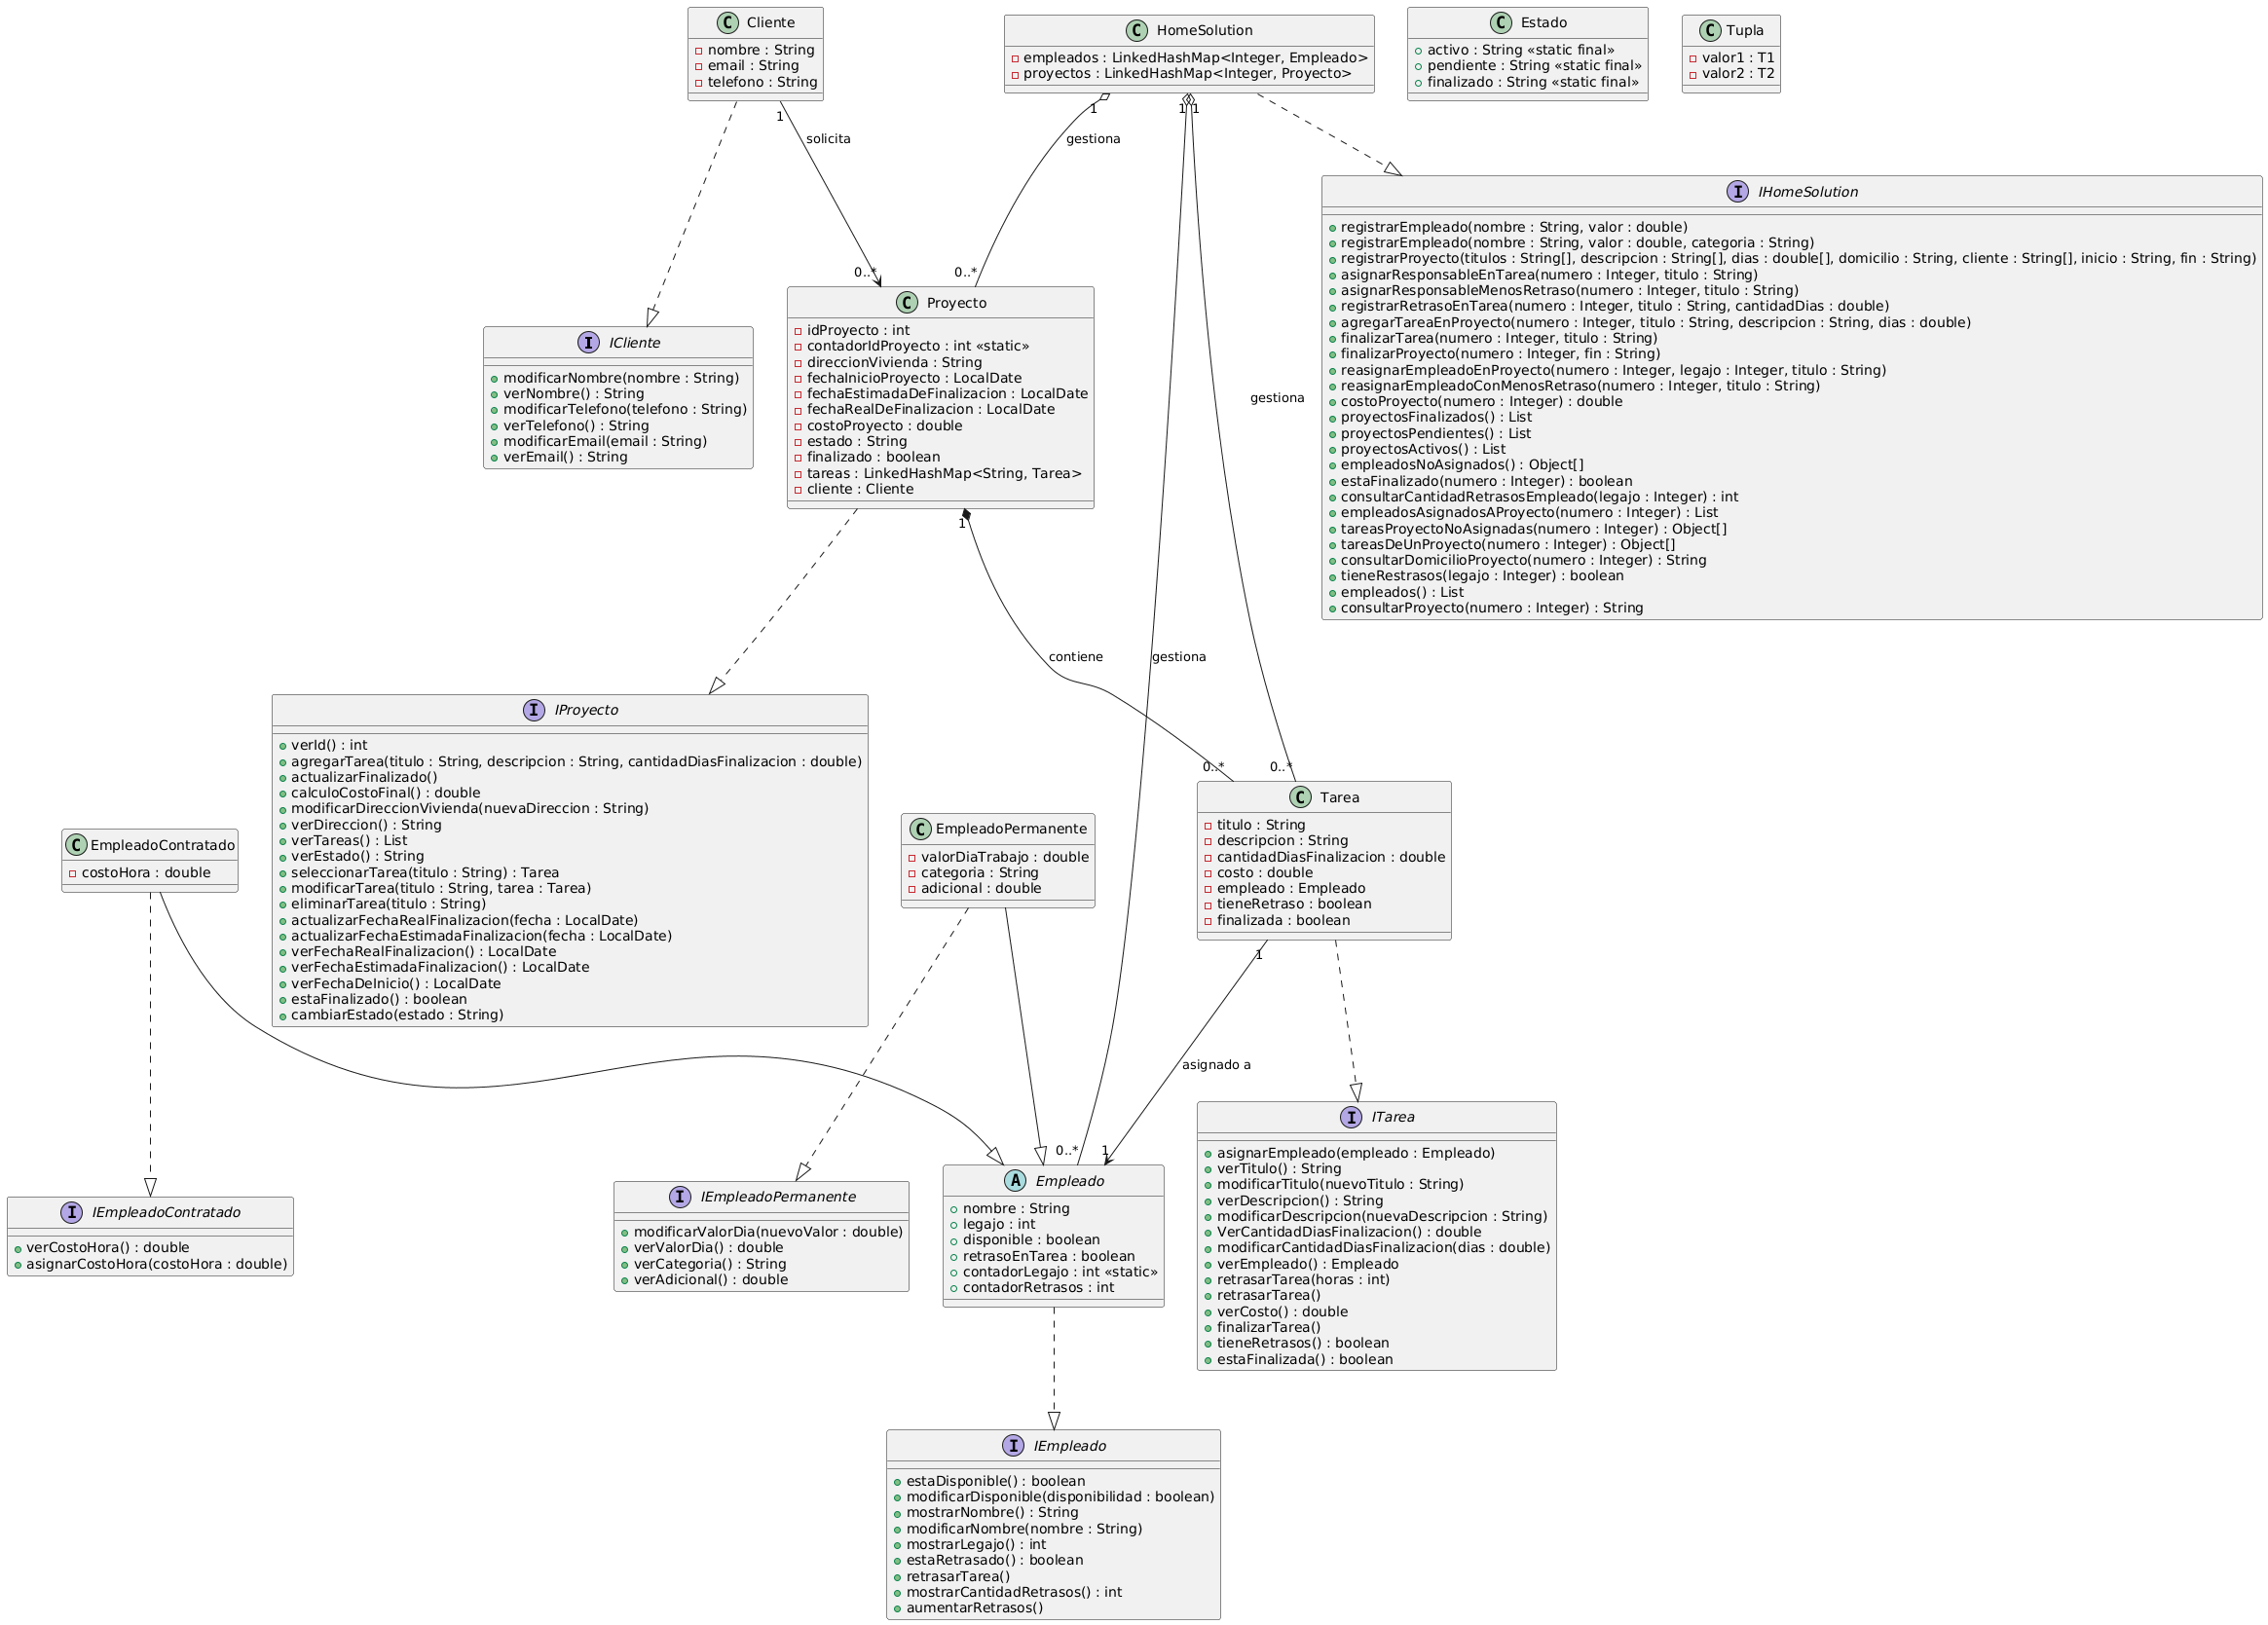 C Cliente
nombre : String
email : String
telefono : String
C HomeSolution
empleados : LinkedHashMap<Integer, Empleado>
proyectos : LinkedHashMap<Integer, Proyecto>
C Estado
activo : String «static final»
pendiente : String «static final»
finalizado : String «static final»
C Tupla
valor1 : T1
valor2 : T2
1
solicita
0..*
1
gestiona
0..*
1
1
gestiona
gestiona
I IHomeSolution
registrarEmpleado(nombre : String, valor : double)
registrarEmpleado(nombre : String, valor : double, categoria : String)
registrarProyecto(titulos : String[], descripcion : String[], dias : double[], domicilio : String, cliente : String[], inicio : String, fin : String)
asignarResponsableEnTarea(numero : Integer, titulo : String)
asignarResponsableMenosRetraso(numero : Integer, titulo : String)
registrarRetrasoEnTarea(numero : Integer, titulo : String, cantidadDias : double)
agregarTareaEnProyecto(numero : Integer, titulo : String, descripcion : String, dias : double)
finalizarTarea(numero : Integer, titulo : String)
finalizarProyecto(numero : Integer, fin : String)
reasignarEmpleadoEnProyecto(numero : Integer, legajo : Integer, titulo : String)
reasignarEmpleadoConMenosRetraso(numero : Integer, titulo : String)
costoProyecto(numero : Integer) : double
proyectosFinalizados() : List
proyectosPendientes() : List
proyectosActivos() : List
empleadosNoAsignados() : Object[]
estaFinalizado(numero : Integer) : boolean
consultarCantidadRetrasosEmpleado(legajo : Integer) : int
empleadosAsignadosAProyecto(numero : Integer) : List
tareasProyectoNoAsignadas(numero : Integer) : Object[]
tareasDeUnProyecto(numero : Integer) : Object[]
consultarDomicilioProyecto(numero : Integer) : String
tieneRestrasos(legajo : Integer) : boolean
empleados() : List
consultarProyecto(numero : Integer) : String
I ICliente
modificarNombre(nombre : String)
verNombre() : String
modificarTelefono(telefono : String)
verTelefono() : String
modificarEmail(email : String)
verEmail() : String
C Proyecto
idProyecto : int
contadorIdProyecto : int «static»
direccionVivienda : String
fechaInicioProyecto : LocalDate
fechaEstimadaDeFinalizacion : LocalDate
fechaRealDeFinalizacion : LocalDate
costoProyecto : double
estado : String
finalizado : boolean
tareas : LinkedHashMap<String, Tarea>
cliente : Cliente
1
contiene
0..*
0..*
I IProyecto
verId() : int
agregarTarea(titulo : String, descripcion : String, cantidadDiasFinalizacion : double)
actualizarFinalizado()
calculoCostoFinal() : double
modificarDireccionVivienda(nuevaDireccion : String)
verDireccion() : String
verTareas() : List
verEstado() : String
seleccionarTarea(titulo : String) : Tarea
modificarTarea(titulo : String, tarea : Tarea)
eliminarTarea(titulo : String)
actualizarFechaRealFinalizacion(fecha : LocalDate)
actualizarFechaEstimadaFinalizacion(fecha : LocalDate)
verFechaRealFinalizacion() : LocalDate
verFechaEstimadaFinalizacion() : LocalDate
verFechaDeInicio() : LocalDate
estaFinalizado() : boolean
cambiarEstado(estado : String)
C EmpleadoContratado
costoHora : double
C EmpleadoPermanente
valorDiaTrabajo : double
categoria : String
adicional : double
C Tarea
titulo : String
descripcion : String
cantidadDiasFinalizacion : double
costo : double
empleado : Empleado
tieneRetraso : boolean
finalizada : boolean
1
asignado a
0..*
1
I IEmpleadoContratado
verCostoHora() : double
asignarCostoHora(costoHora : double)
I IEmpleadoPermanente
modificarValorDia(nuevoValor : double)
verValorDia() : double
verCategoria() : String
verAdicional() : double
A Empleado
nombre : String
legajo : int
disponible : boolean
retrasoEnTarea : boolean
contadorLegajo : int «static»
contadorRetrasos : int
I ITarea
asignarEmpleado(empleado : Empleado)
verTitulo() : String
modificarTitulo(nuevoTitulo : String)
verDescripcion() : String
modificarDescripcion(nuevaDescripcion : String)
VerCantidadDiasFinalizacion() : double
modificarCantidadDiasFinalizacion(dias : double)
verEmpleado() : Empleado
retrasarTarea(horas : int)
retrasarTarea()
verCosto() : double
finalizarTarea()
tieneRetrasos() : boolean
estaFinalizada() : boolean
I IEmpleado
estaDisponible() : boolean
modificarDisponible(disponibilidad : boolean)
mostrarNombre() : String
modificarNombre(nombre : String)
mostrarLegajo() : int
estaRetrasado() : boolean
retrasarTarea()
mostrarCantidadRetrasos() : int
aumentarRetrasos()